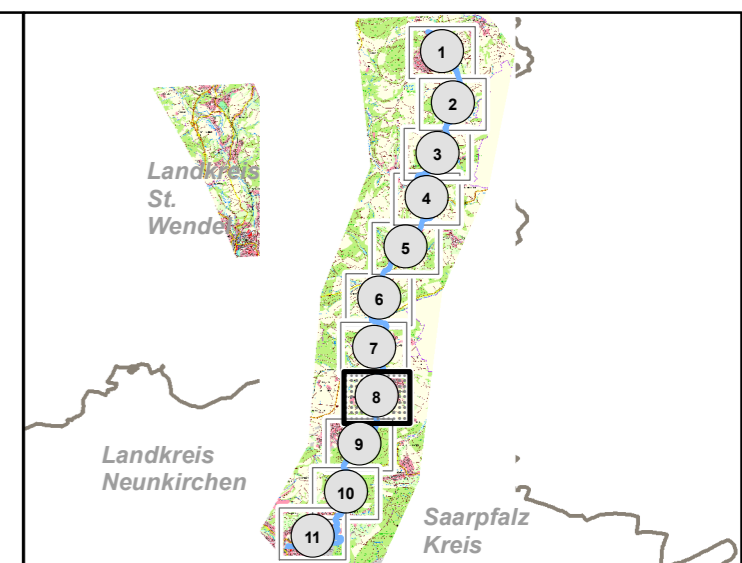 1
2
3
Landkreis
St.
Wendel
4
5
6
7
8
9
Landkreis
Neunkirchen
10
Saarpfalz
Kreis
11